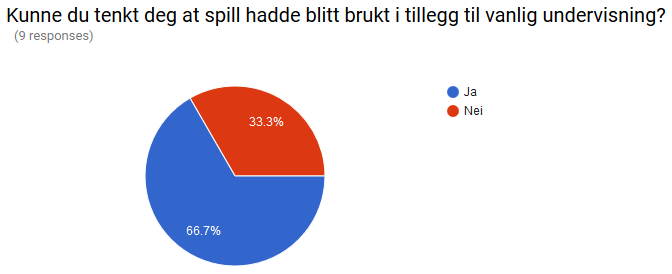 Kunne du tenkt deg at spill hadde blitt brukt i tillegg til vanlig undervisning?
(9 responses)
Ja
Nei
33.3%
66.7%